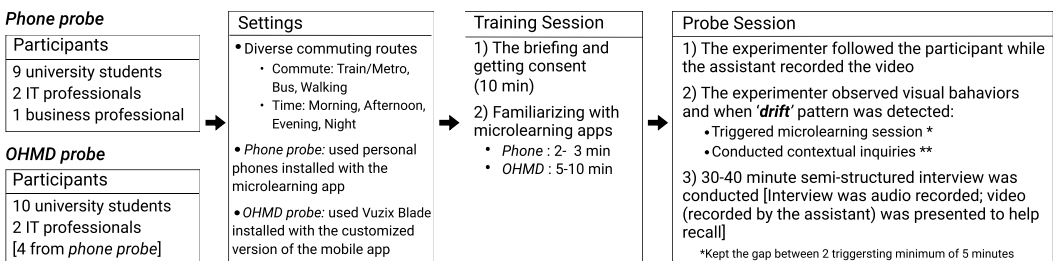 Phone probe
Participants
9 university students
2 IT professionals
1 business professional
OHMD probe
Participants
10 university students
2 IT professionals
[4 from phone probe]
Settings
• Diverse commuting routes
• Commute: Train/Metro,
Bus, Walking
• Time: Morning, Afternoon,
Evening, Night
• Phone probe: used personal
phones installed with the
microlearning app
• OHMD probe: used Vuzix Blade
installed with the customized
version of the mobile app
Training Session
1) The briefing and
getting consent
(10 min)
2) Familiarizing with
microlearning apps
• Phone : 2- 3 min
• OHMD : 5-10 min
Probe Session
1) The experimenter followed the participant while
the assistant recorded the video
2) The experimenter observed visual bahaviors
and when ‘drift’ pattern was detected:
• Triggered microlearning session *
• Conducted contextual inquiries **
3) 30-40 minute semi-structured interview was
conducted [Interview was audio recorded; video
(recorded by the assistant) was presented to help
recall]
*Kept the gap between 2 triggersting minimum of 5 minutes